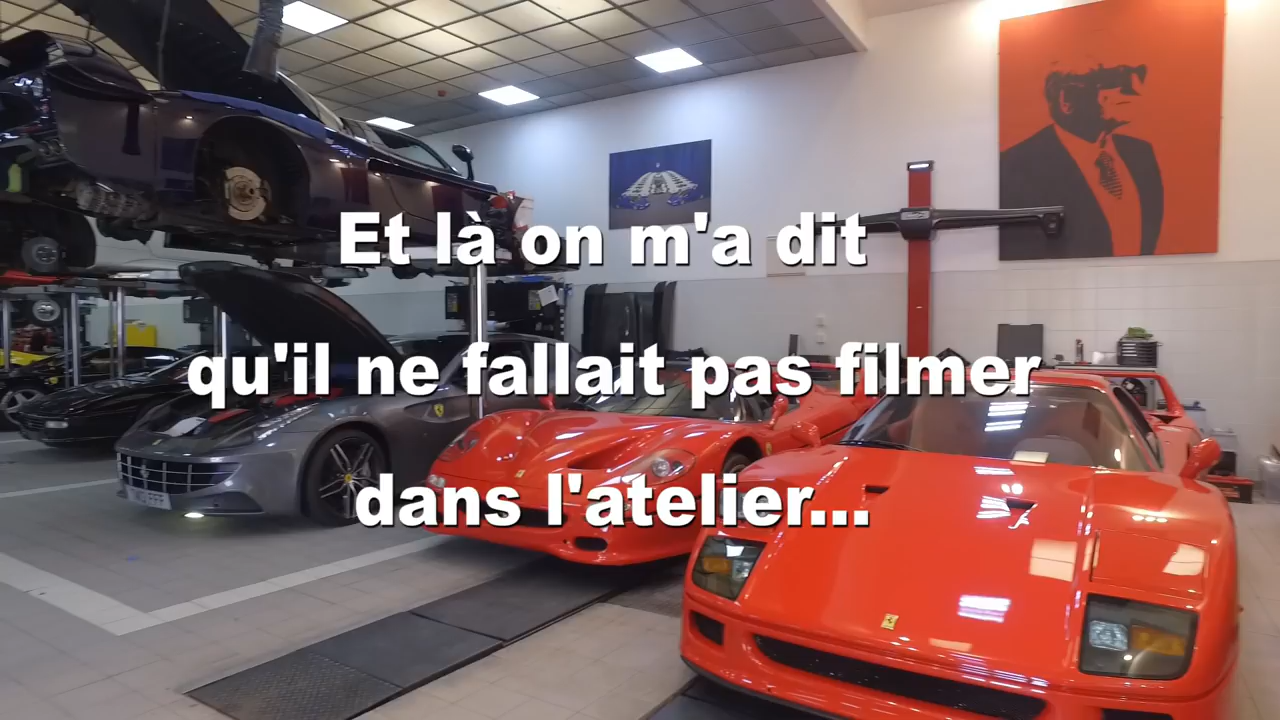 Et là on m'a dit
qu'il ne fallait pas filmer
dans l'atelier...